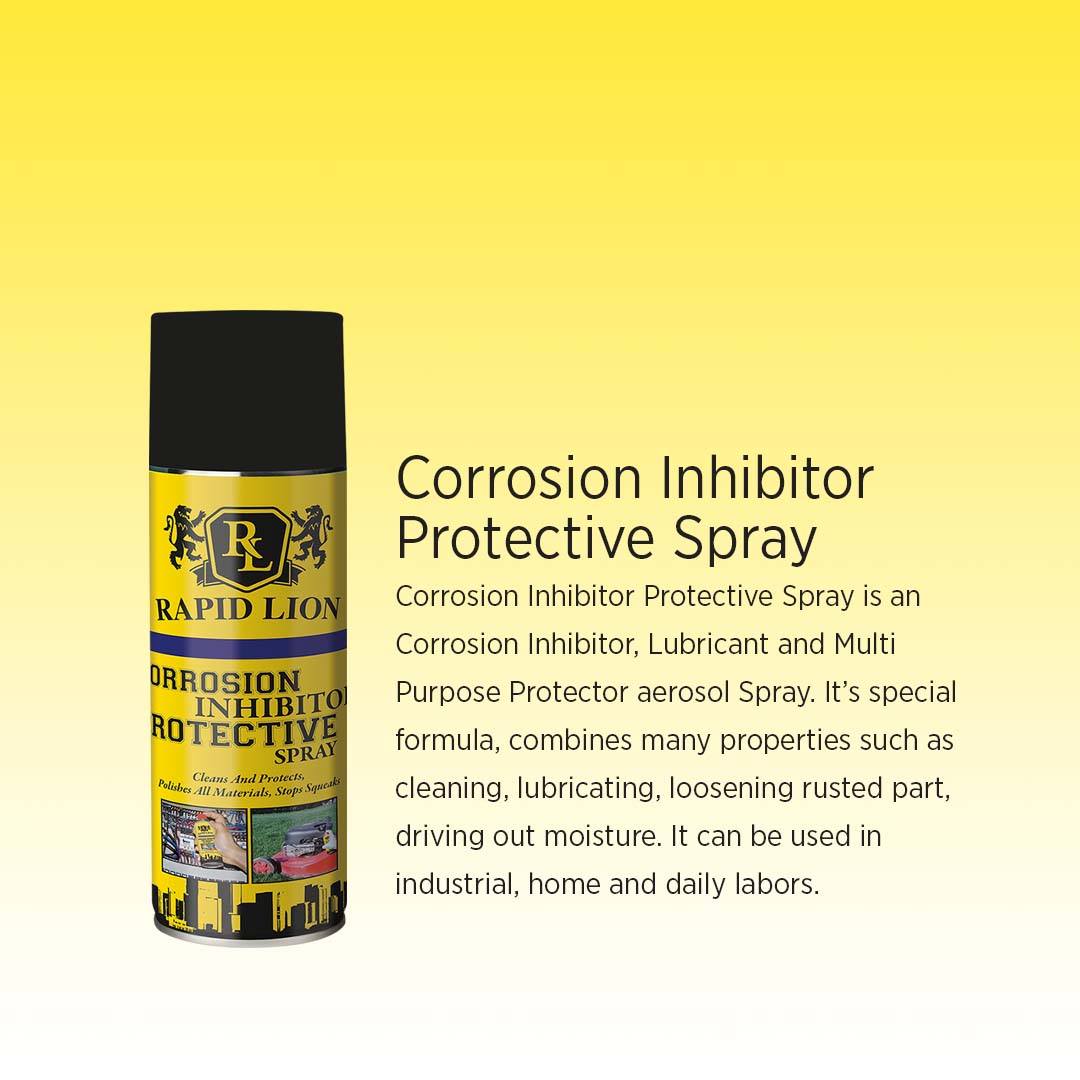 RL
RAPID LION
ORROSION
INHIBITO
ROTECTIVE
SPRAY
Cleans And Protects,
Polishes All Materials, Stops Squeaks
Corrosion Inhibitor
Protective Spray
Corrosion Inhibitor Protective Spray is an
Corrosion Inhibitor, Lubricant and Multi
Purpose Protector aerosol Spray. It’s special
formula, combines many properties such as
cleaning, lubricating, loosening rusted part,
driving out moisture. It can be used in
industrial, home and daily labors.